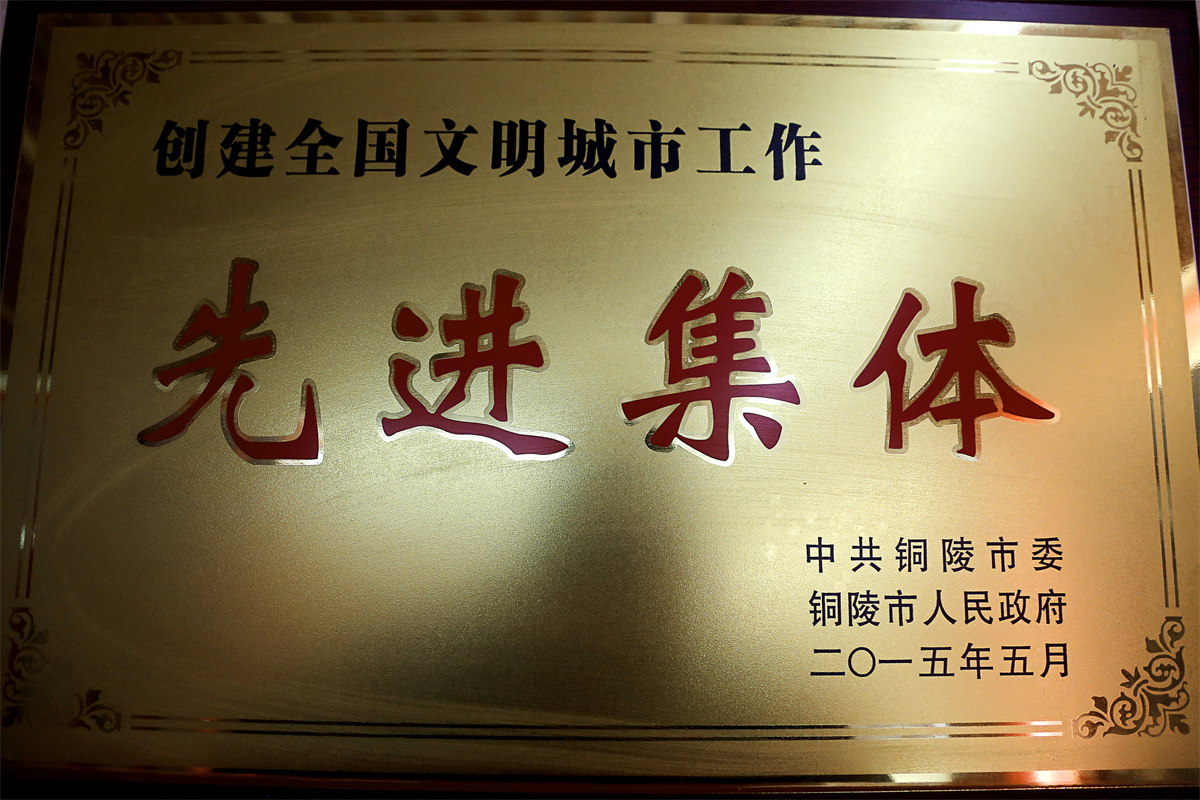 创建全国文明城市工作
先进集体
中共铜陵市委
铜陵市人民政府
二〇一五年五月